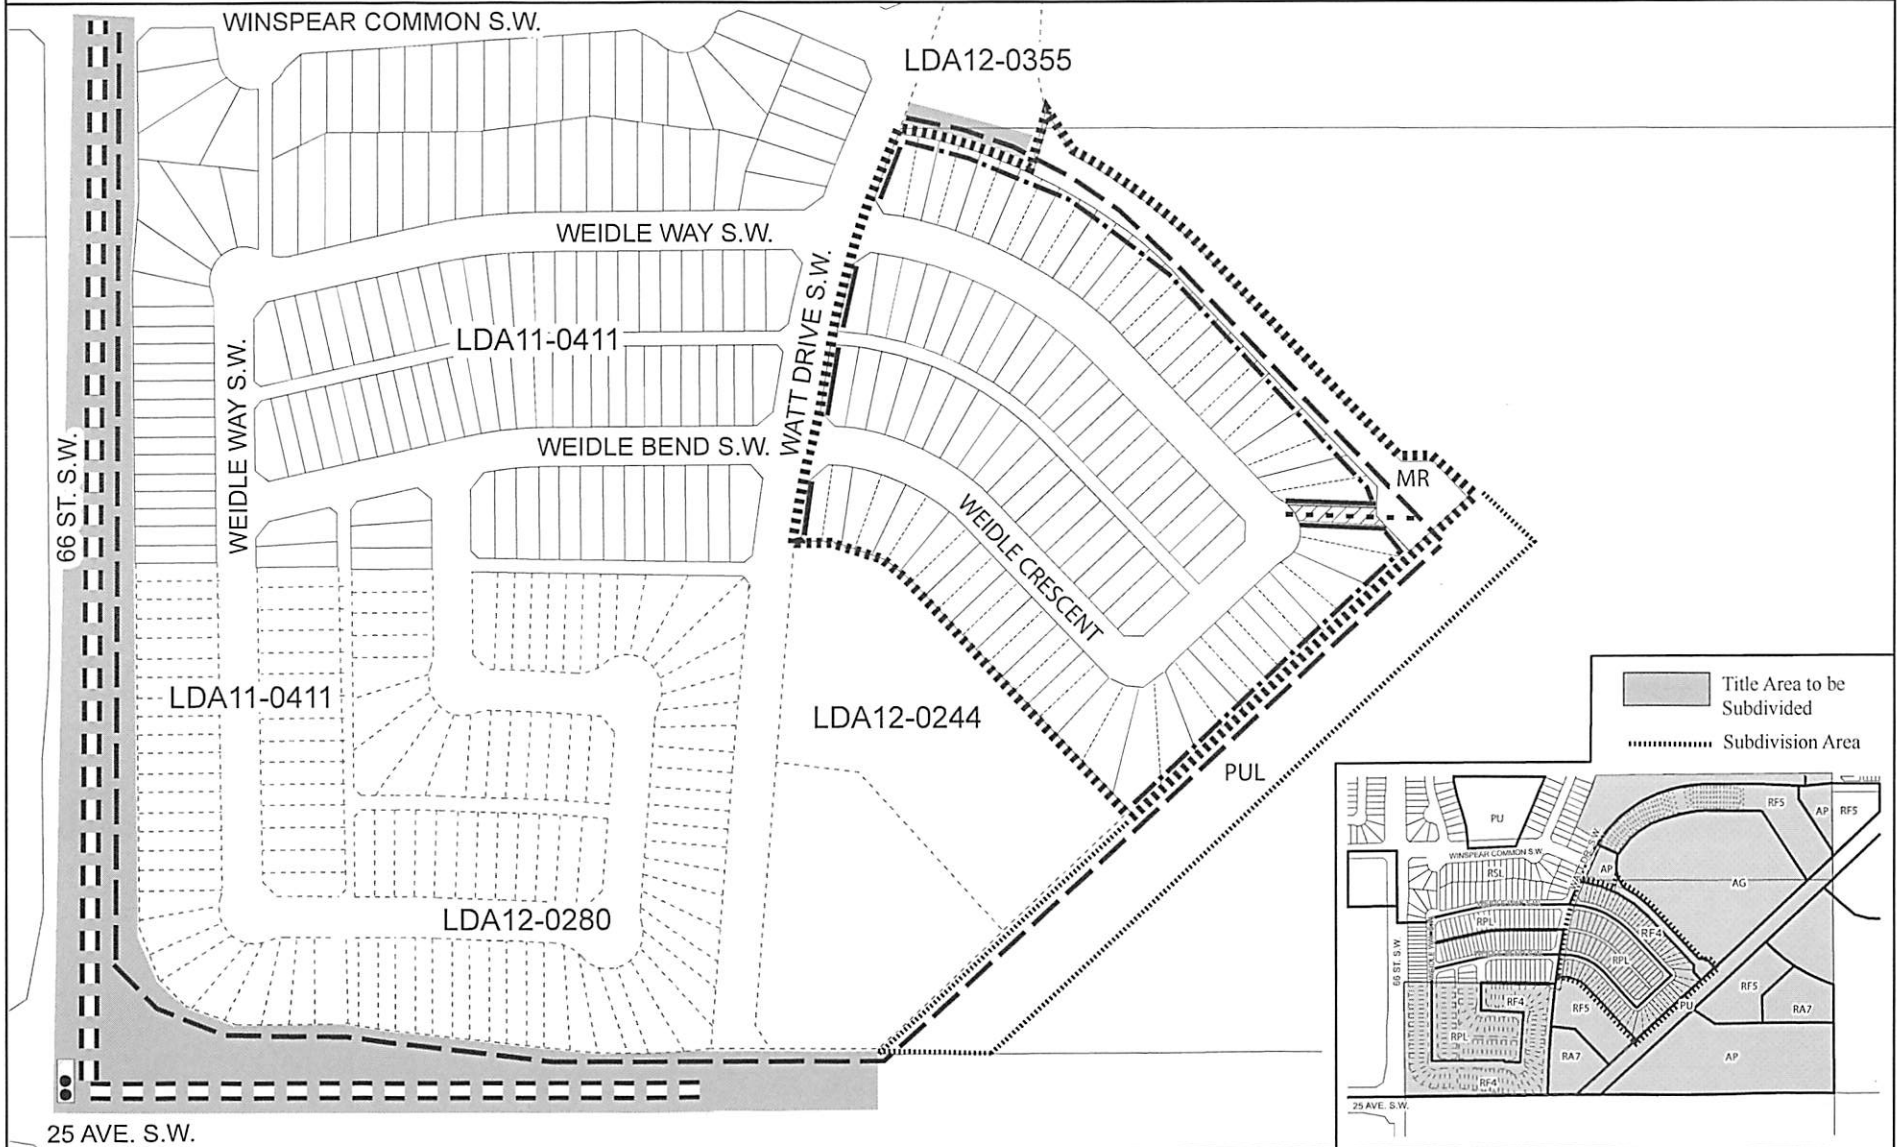 WINSPEAR COMMON S.W.
LDA12-0355
WEIDLE WAY S.W.
WATT DRIVE S.W.
LDA11-0411
WEIDLE WAY S.W.
WEIDLE BEND S.W.
66 ST. S.W.
MR
WEIDLE CRESCENT
LDA11-0411
LDA12-0244
PUL
LDA12-0280
25 AVE. S.W.
Title Area to be
Subdivided
Subdivision Area
PU
RF5
AP
RF5
WINSPEAR COMMON S.W.
RSL
AP
AG
RPL
RF4
RPL
66 ST. S.W.
RF4
RF5
PU
RF5
RA7
RPL
RA7
AP
RF4
25 AVE. S.W.